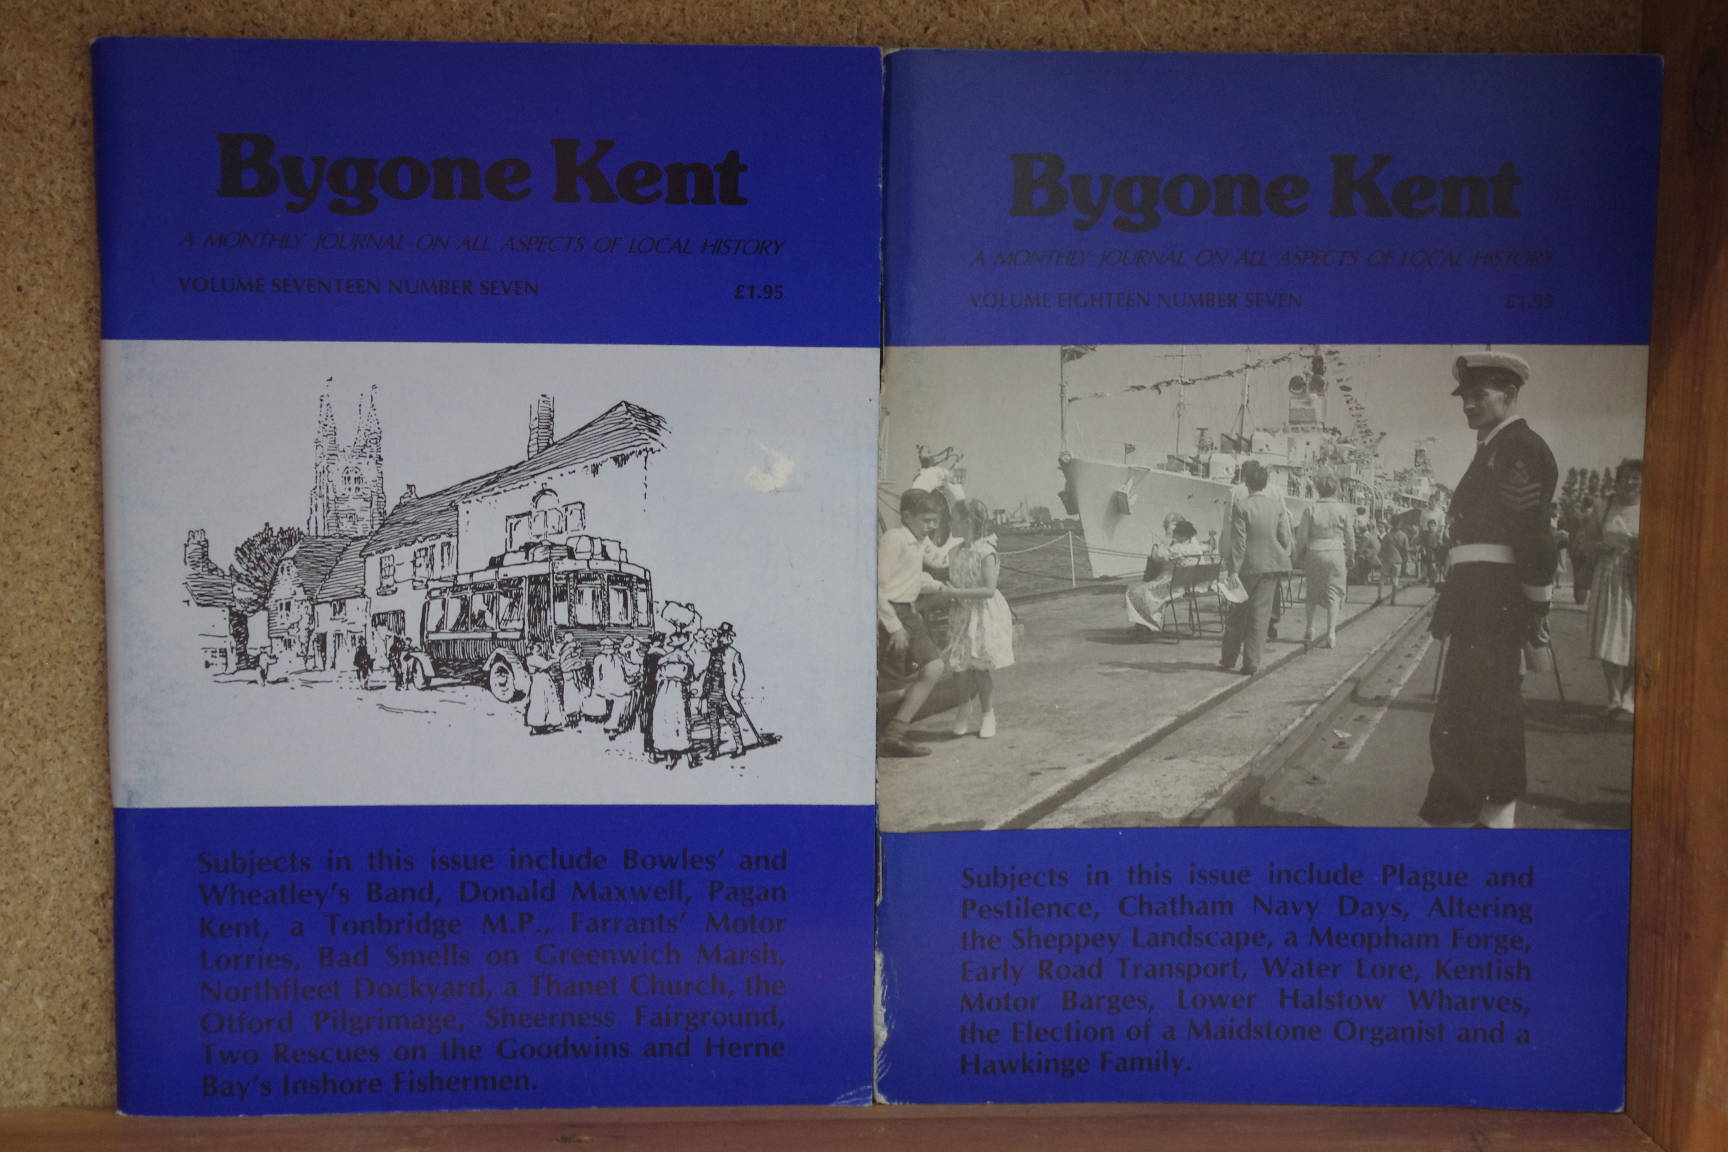 Bygone Kent
A MONTHLY JOURNAL ON ALL ASPECTS OF LOCAL HISTORY
VOLUME SEVENTEEN NUMBER SEVEN £1.95
Subjects in this issue include Bowles' and
Wheatley's Band, Donald Maxwell, Pagan
Kent, a Tonbridge M.P., Farrants' Motor
Lorries, Bad Smells on Greenwich Marsh,
Northfleet Dockyard, a Thanet Church, the
Otford Pilgrimage, Sheerness Fairground,
Two Rescues on the Goodwins and Herne
Bay's Inshore Fishermen.
Bygone Kent
A MONTHLY JOURNAL ON ALL ASPECTS OF LOCAL HISTORY
VOLUME EIGHTEEN NUMBER SEVEN £1.95
Subjects in this issue include Plague and
Pestilence, Chatham Navy Days, Altering
the Sheppey Landscape, a Meopham Forge,
Early Road Transport, Water Lore, Kentish
Motor Barges, Lower Halstow Wharves,
the Election of a Maidstone Organist and a
Hawkinge Family.